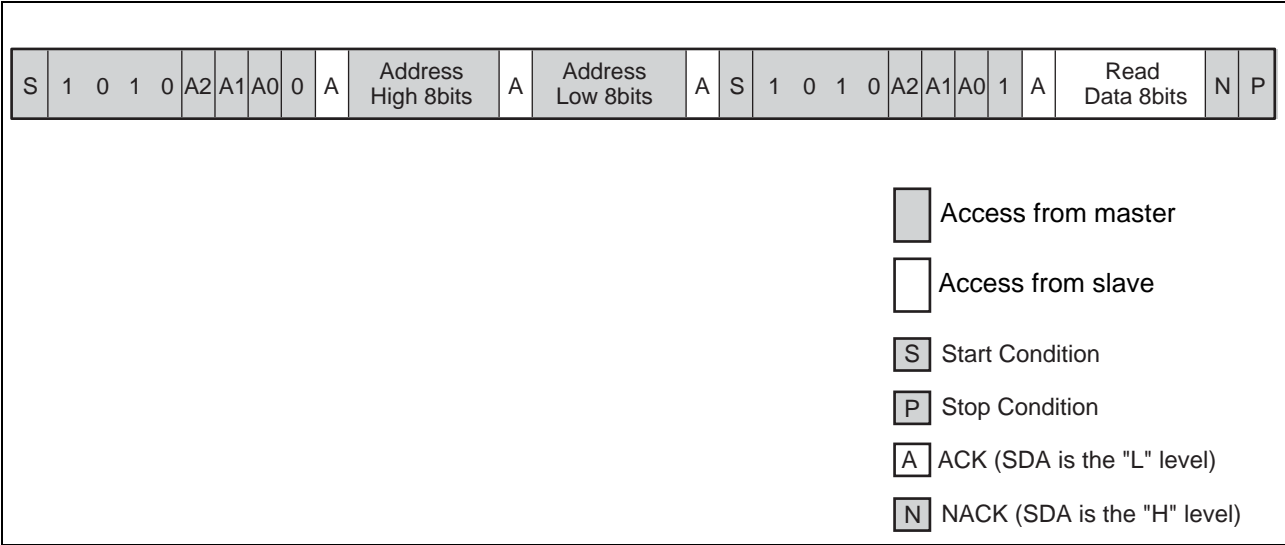 S 1 0 1 0 A2 A1 A0 0 A Address High 8bits A Address Low 8bits A S 1 0 1 0 A2 A1 A0 1 A Read Data 8bits N P
Access from master
Access from slave
S Start Condition
P Stop Condition
A ACK (SDA is the "L" level)
N NACK (SDA is the "H" level)